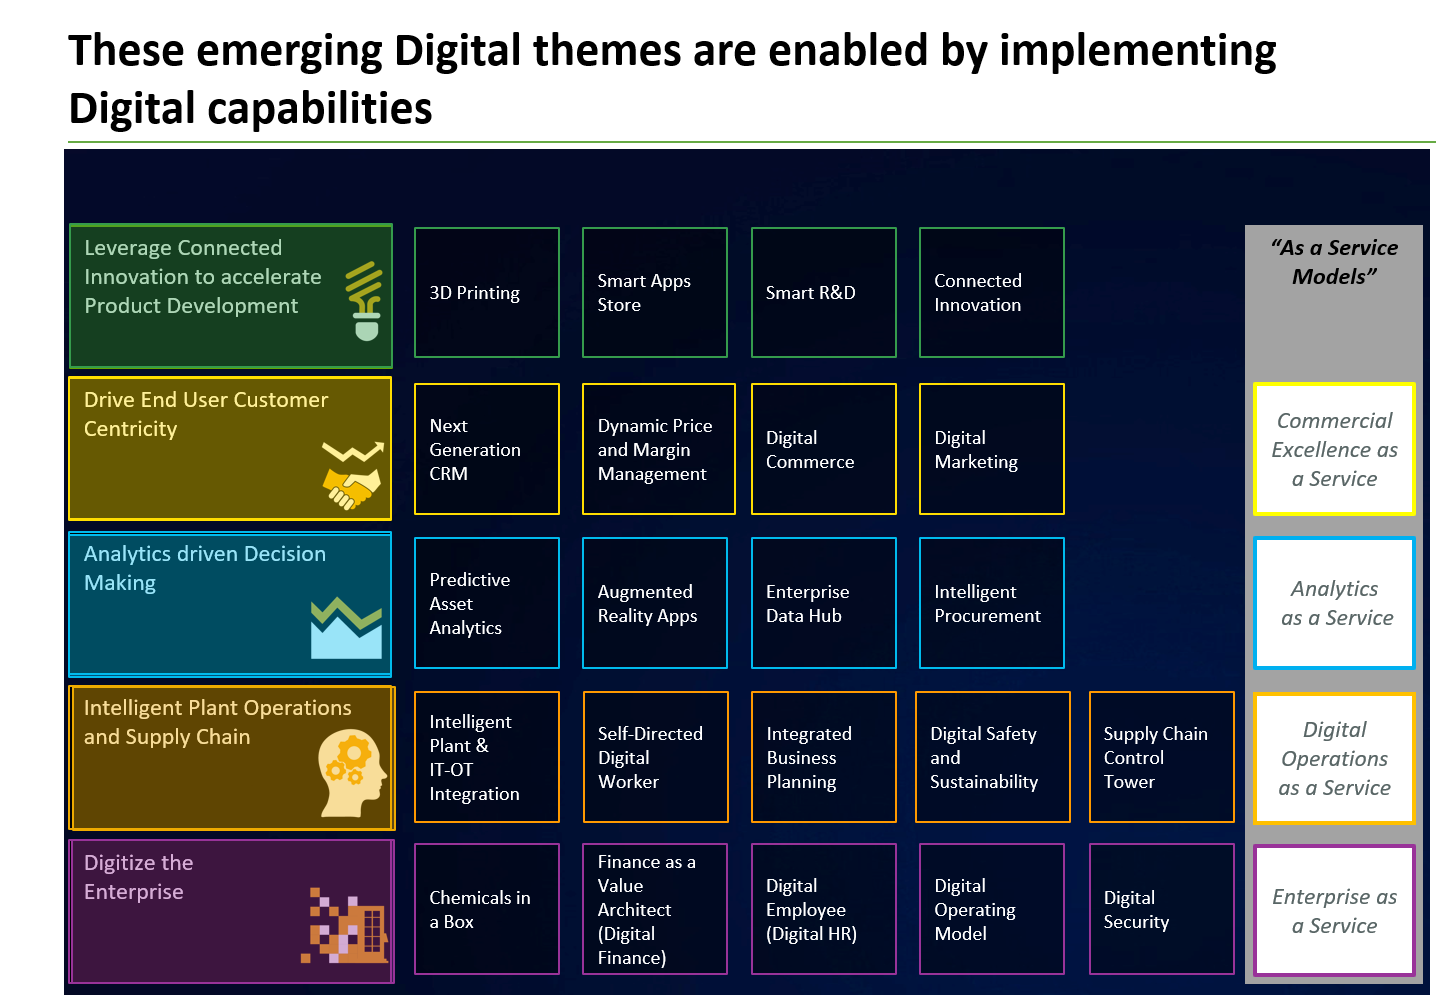 These emerging Digital themes are enabled by implementing
Digital capabilities
Leverage Connected
Innovation to accelerate
Product Development
3D Printing
Smart Apps
Store
Smart R&D
Connected
Innovation
“As a Service
Models”
Drive End User Customer
Centricity
Next
Generation
CRM
Dynamic Price
and Margin
Management
Digital
Commerce
Digital
Marketing
Commercial
Excellence as
a Service
Analytics driven Decision
Making
Predictive
Asset
Analytics
Augmented
Reality Apps
Enterprise
Data Hub
Intelligent
Procurement
Analytics
as a Service
Intelligent Plant Operations
and Supply Chain
Intelligent
Plant &
IT-OT
Integration
Self-Directed
Digital
Worker
Integrated
Business
Planning
Digital Safety
and
Sustainability
Supply Chain
Control
Tower
Digital
Operations
as a Service
Digitize the
Enterprise
Chemicals in
a Box
Finance as a
Value
Architect
(Digital
Finance)
Digital
Employee
(Digital HR)
Digital
Operating
Model
Digital
Security
Enterprise as
a Service